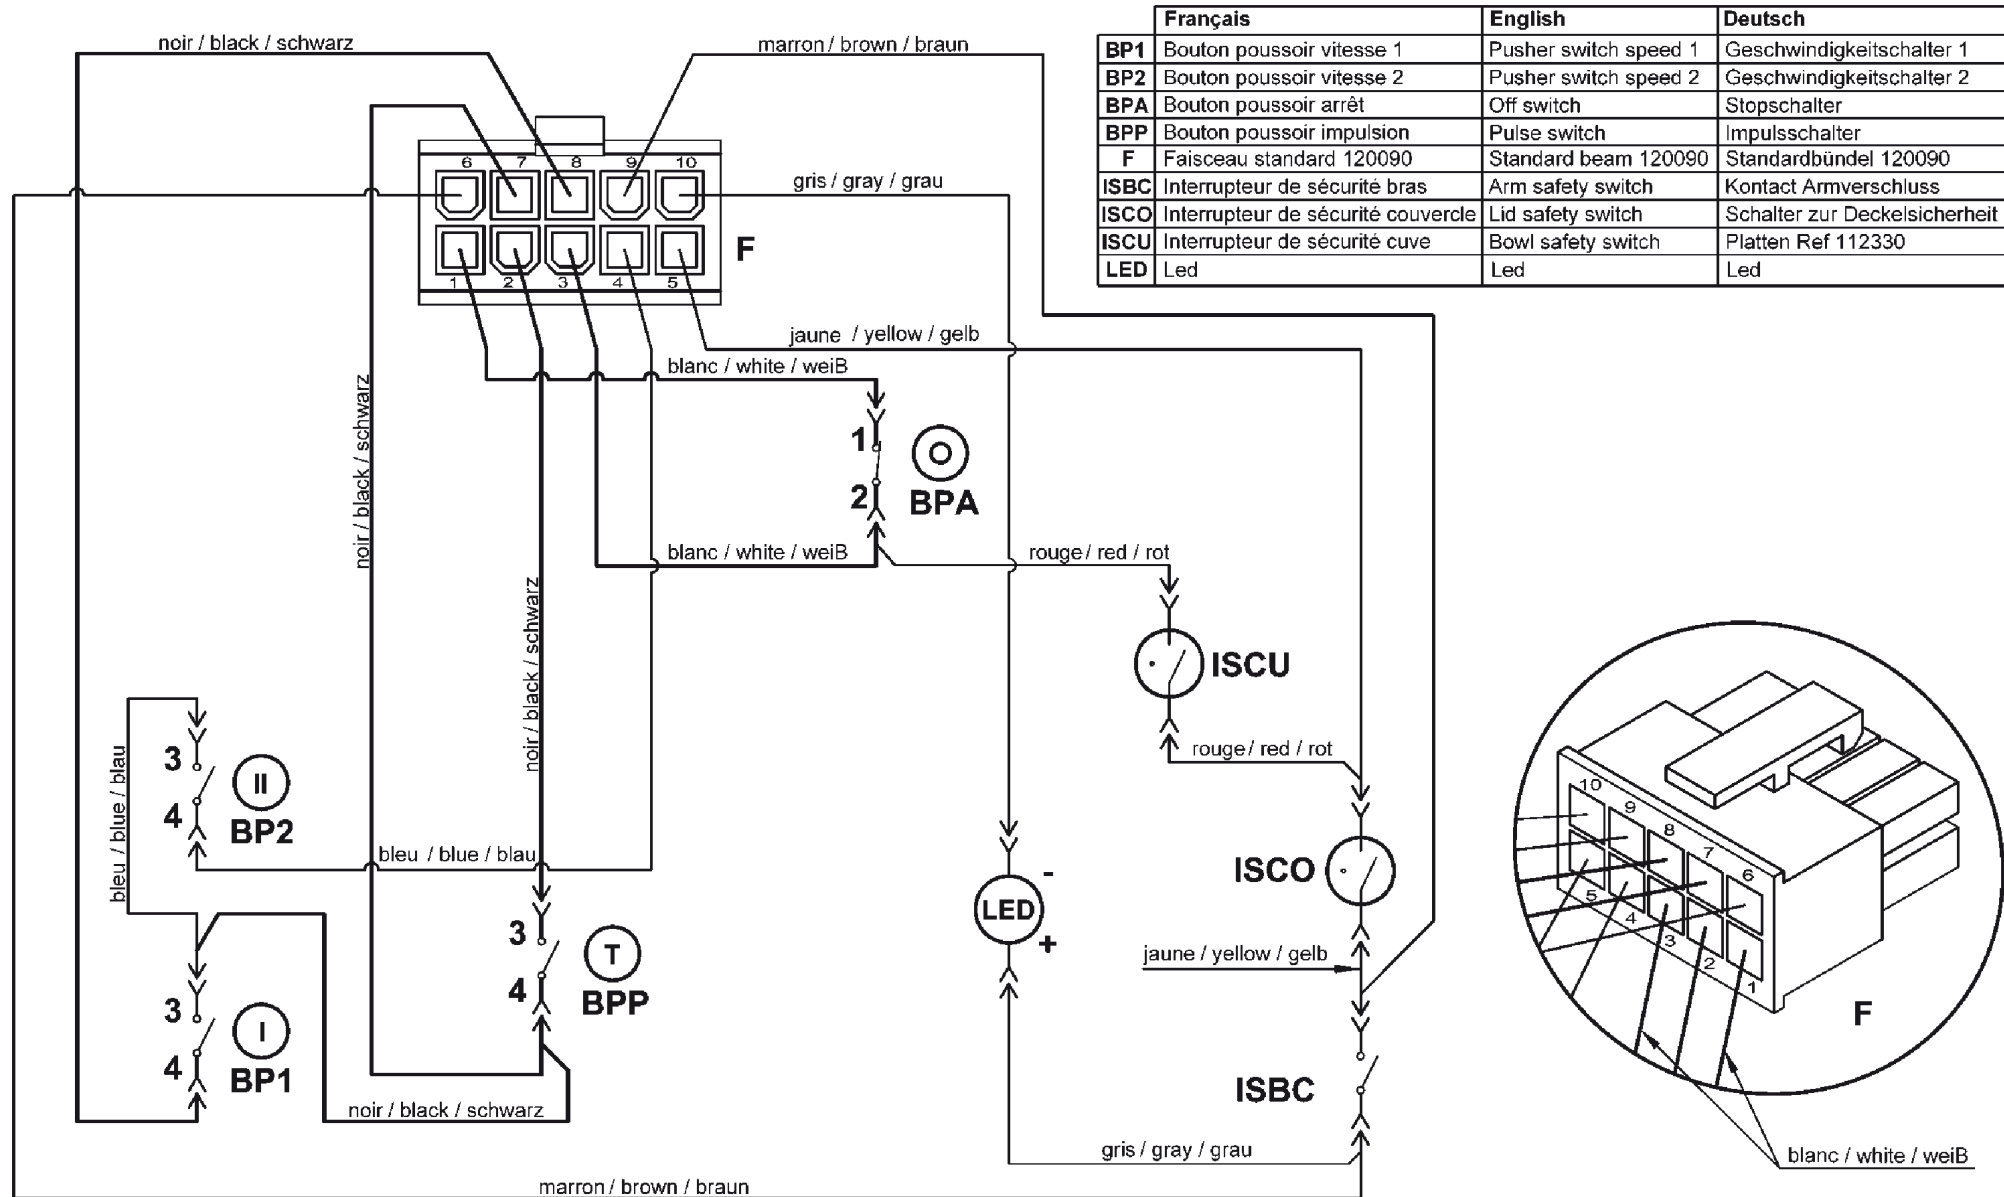 Français English Deutsch
BP1 Bouton poussoir vitesse 1 Pusher switch speed 1 Geschwindigkeitschalter 1
BP2 Bouton poussoir vitesse 2 Pusher switch speed 2 Geschwindigkeitschalter 2
BPA Bouton poussoir arrêt Off switch Stopschalter
BPP Bouton poussoir impulsion Pulse switch Impulsschalter
F Faisceau standard 120090 Standard beam 120090 Standardbündel 120090
ISBC Interrupteur de sécurité bras Arm safety switch Kontact Armverschluss
ISCO Interrupteur de sécurité couvercle Lid safety switch Schalter zur Deckelsicherheit
ISCU Interrupteur de sécurité cuve Bowl safety switch Platten Ref 112330
LED Led Led Led
noir / black / schwarz
marron / brown / braun
6 7 8 9 10
gris / gray / grau
F
1 2 3 4 5
jaune / yellow / gelb
blanc / white / weiB
noir / black / schwarz
1
O
2
BPA
blanc / white / weiB
rouge / red / rot
noir / black / schwarz
ISCU
rouge / red / rot
bleu / blue / blau
3
II
4
BP2
bleu / blue / blau
ISCO
-
LED
+
3
T
4
BPP
jaune / yellow / gelb
3
I
4
BP1
noir / black / schwarz
ISBC
gris / gray / grau
marron / brown / braun
10
9
8
7
6
5
4
3
2
1
F
blanc / white / weiB